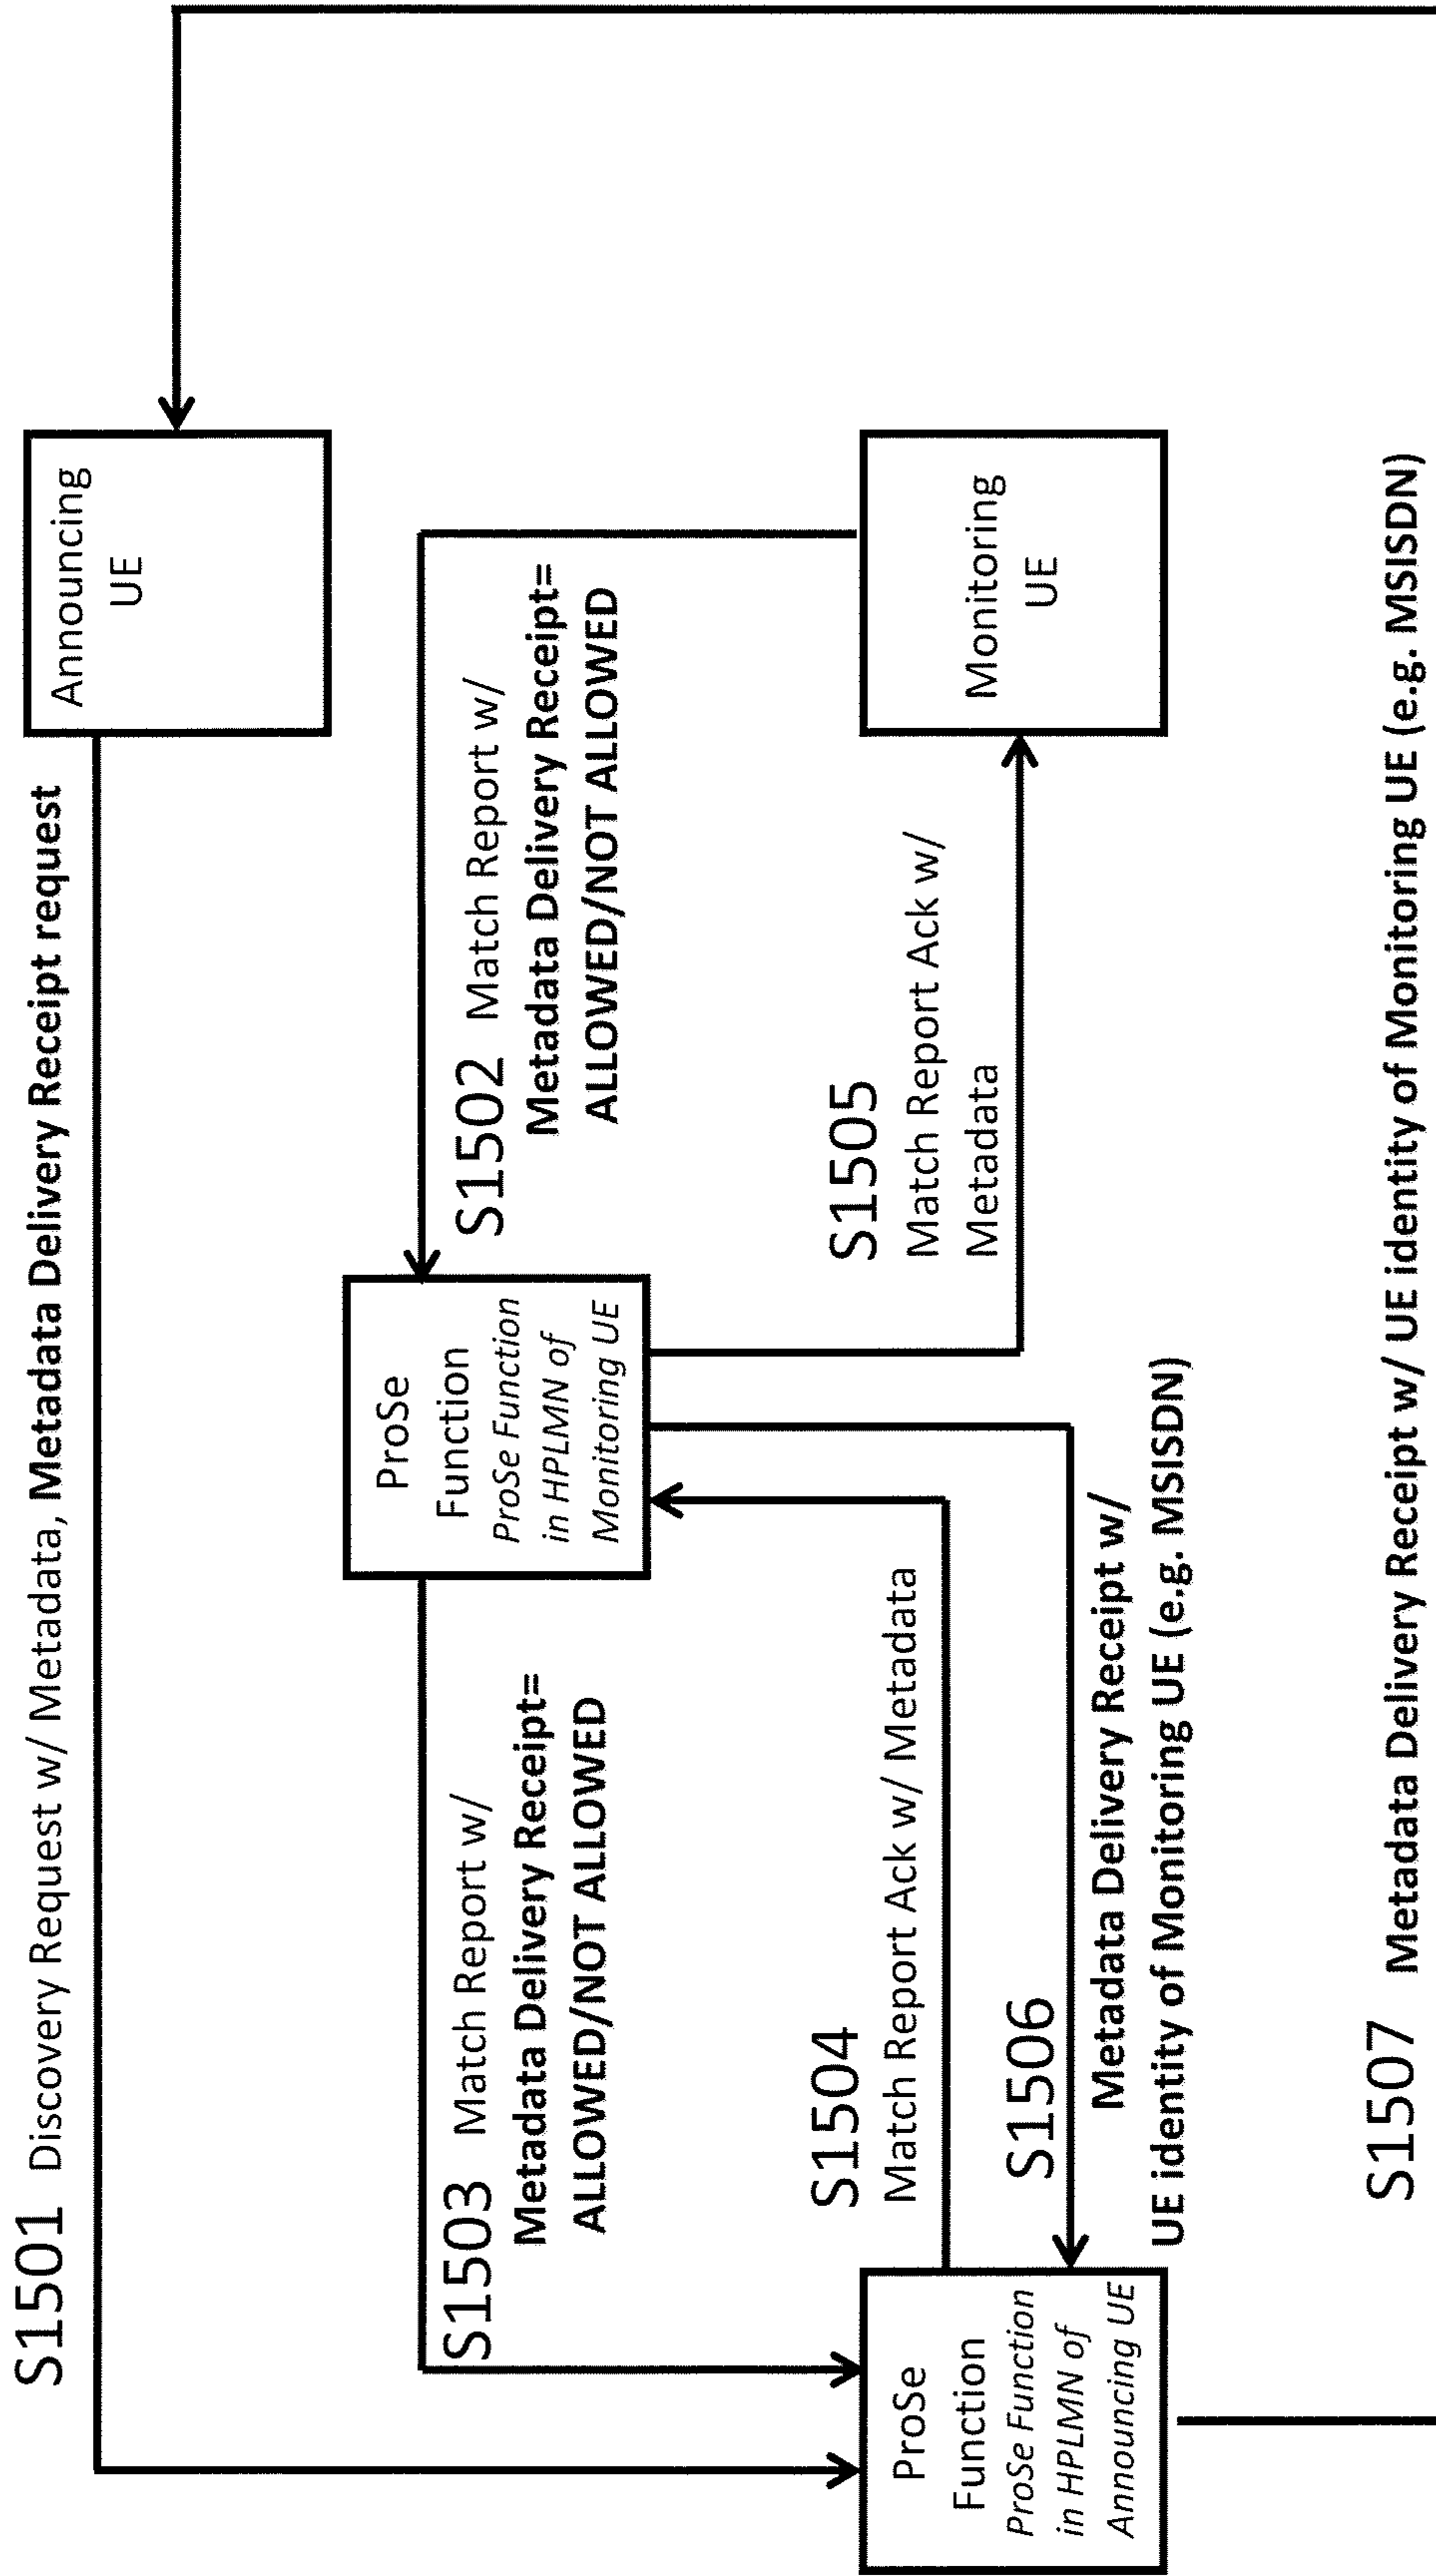 S1501 Discovery Request w/ Metadata, Metadata Delivery Receipt request
Announcing
UE
ProSe
Function
ProSe Function
in HPLMN of
Monitoring UE
S1502 Match Report w/
Metadata Delivery Receipt=
ALLOWED/NOT ALLOWED
S1503 Match Report w/
Metadata Delivery Receipt=
ALLOWED/NOT ALLOWED
S1504
Match Report Ack w/ Metadata
S1505
Match Report Ack w/
Metadata
Monitoring
UE
ProSe
Function
ProSe Function
in HPLMN of
Announcing UE
S1506
Metadata Delivery Receipt w/
UE identity of Monitoring UE (e.g. MSISDN)
S1507 Metadata Delivery Receipt w/ UE identity of Monitoring UE (e.g. MSISDN)